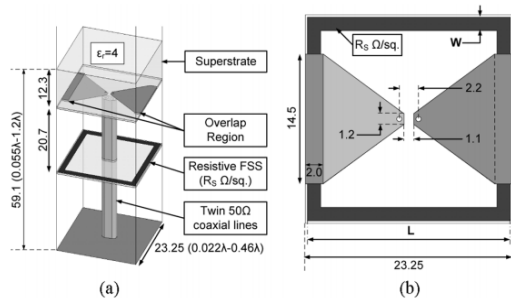 εr=4
Superstrate
12.3
Overlap
Region
20.7
59.1 (0.055λ-1.2λ)
Resistive FSS
(RS Ω/sq.)
Twin 50Ω
coaxial lines
23.25 (0.022λ-0.46λ)
(a)
RS Ω/sq.
W
14.5
2.2
1.2
1.1
2.0
L
23.25
(b)